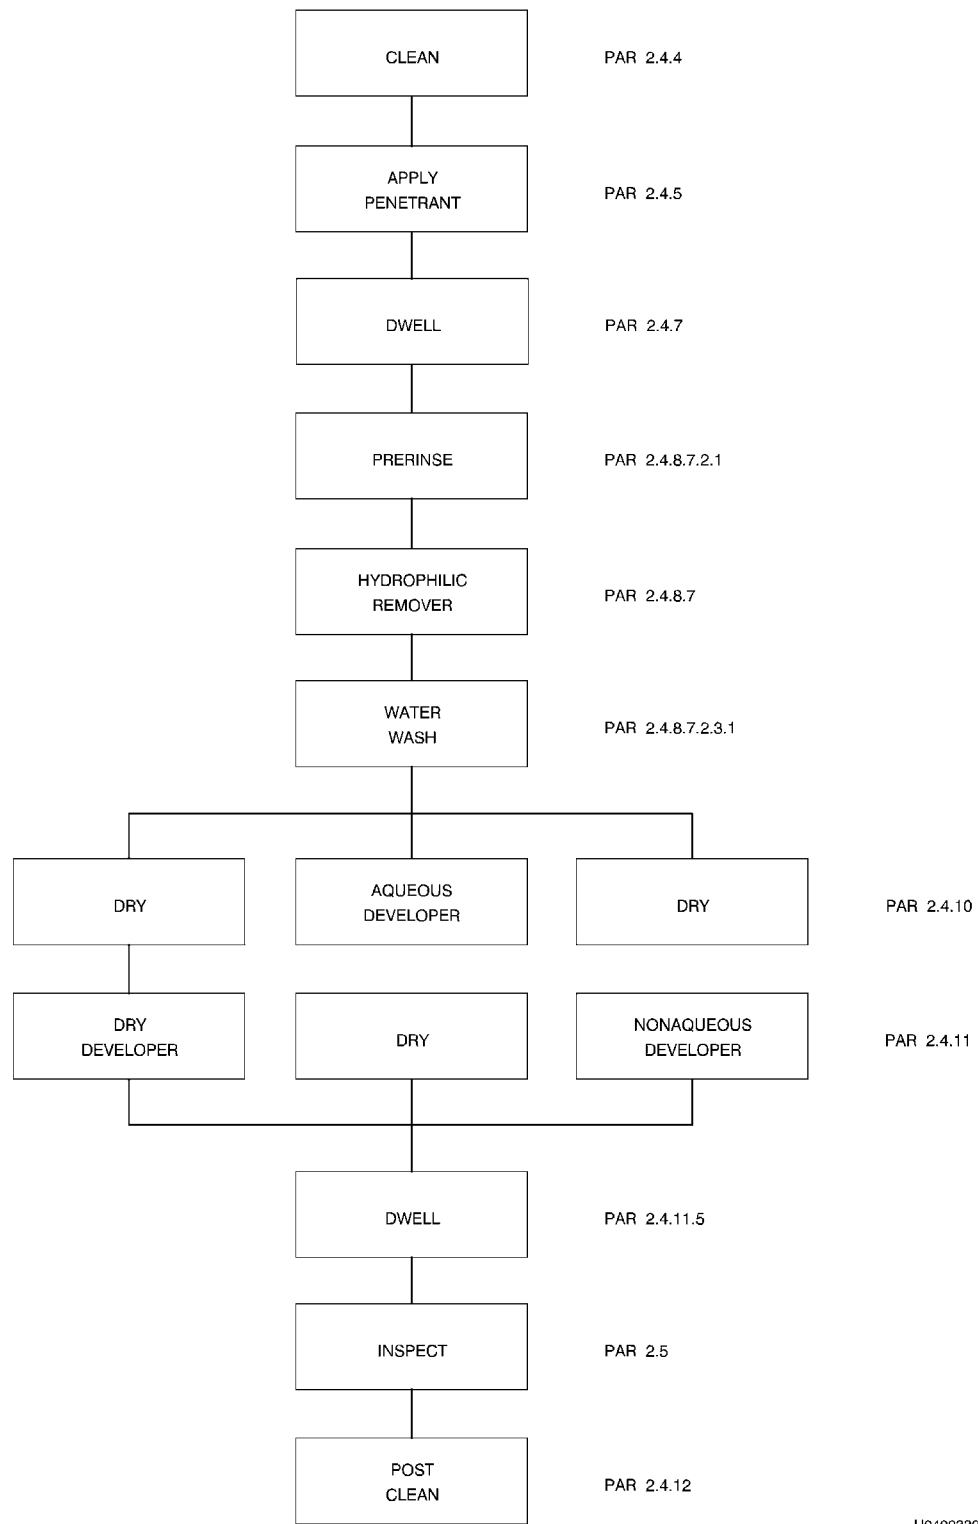 CLEAN
PAR 2.4.4
APPLY
PENETRANT
PAR 2.4.5
DWELL
PAR 2.4.7
PRERINSE
PAR 2.4.8.7.2.1
HYDROPHILIC
REMOVER
PAR 2.4.8.7
WATER
WASH
PAR 2.4.8.7.2.3.1
DRY
AQUEOUS
DEVELOPER
DRY
PAR 2.4.10
DRY
DEVELOPER
DRY
NONAQUEOUS
DEVELOPER
PAR 2.4.11
DWELL
PAR 2.4.11.5
INSPECT
PAR 2.5
POST
CLEAN
PAR 2.4.12